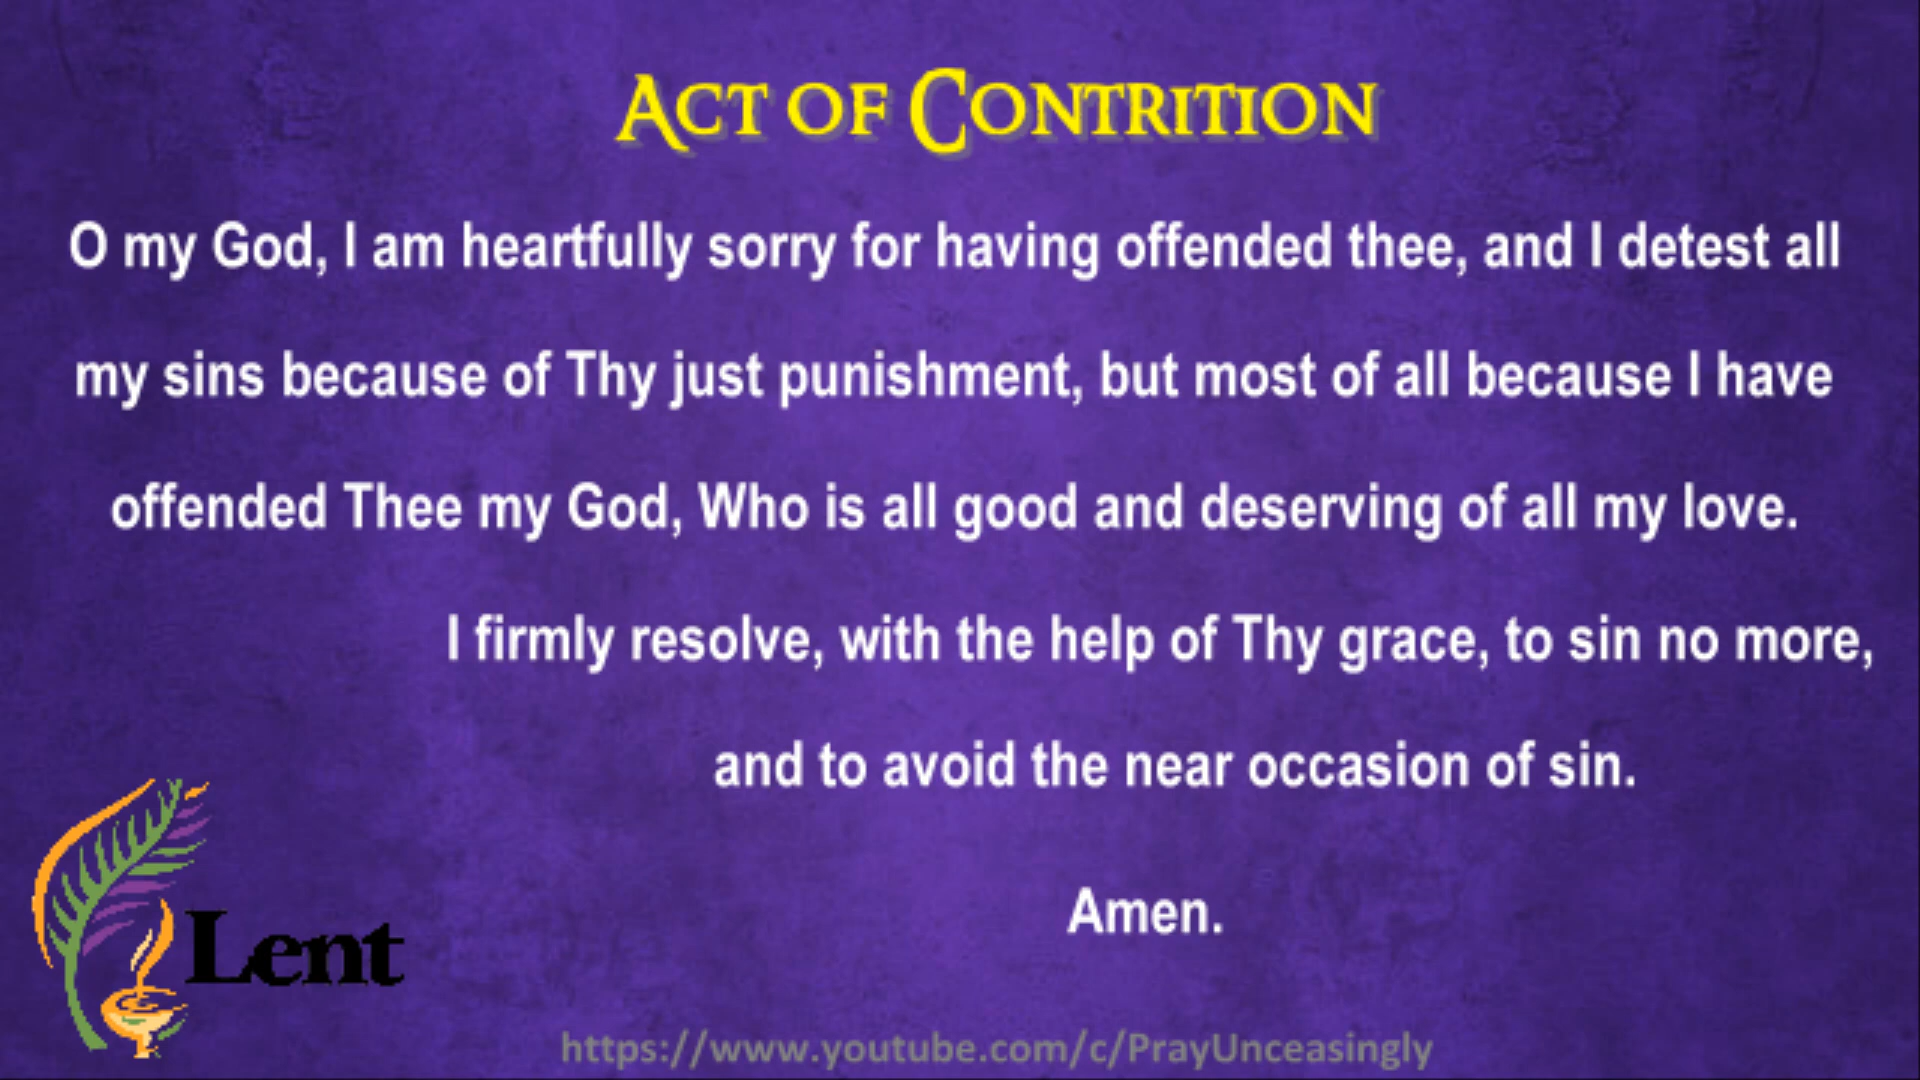 ACT OF CONTRITION
O my God, I am heartfully sorry for having offended thee, and I detest all
my sins because of Thy just punishment, but most of all because I have
offended Thee my God, Who is all good and deserving of all my love.
I firmly resolve, with the help of Thy grace, to sin no more,
and to avoid the near occasion of sin.
Amen.
Lent
https://www.youtube.com/c/PrayUnceasingly